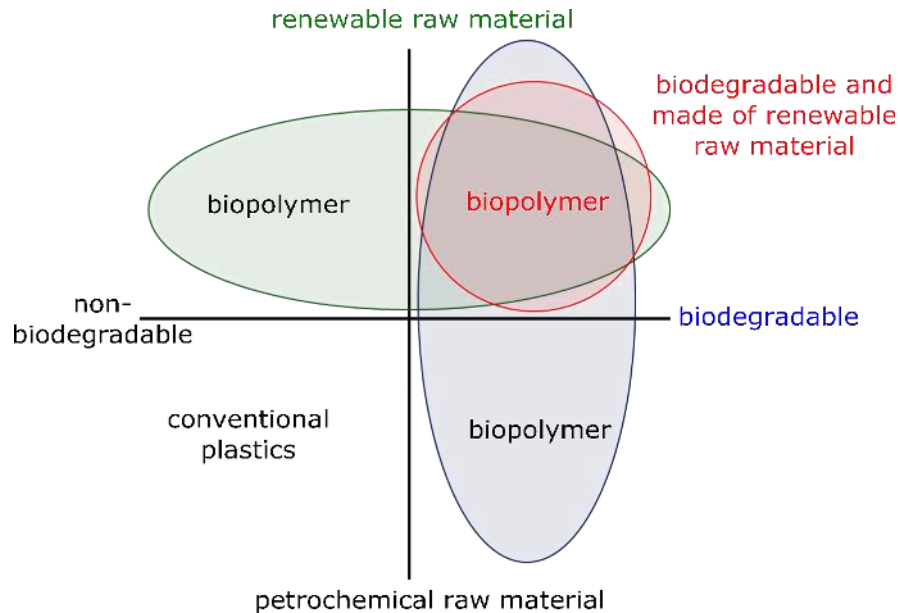 renewable raw material
biodegradable and
made of renewable
raw material
biopolymer
biopolymer
non-
biodegradable
biodegradable
conventional
plastics
biopolymer
petrochemical raw material